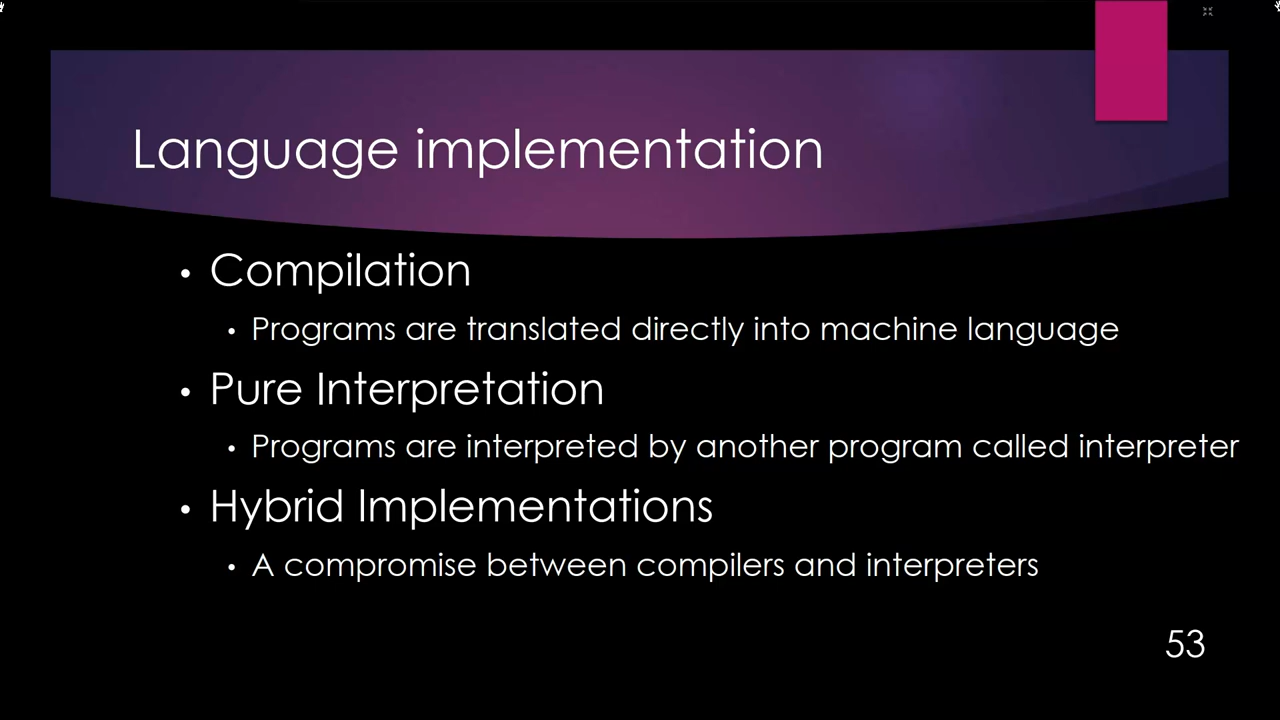 Language implementation
• Compilation
• Programs are translated directly into machine language
• Pure Interpretation
• Programs are interpreted by another program called interpreter
• Hybrid Implementations
• A compromise between compilers and interpreters
53